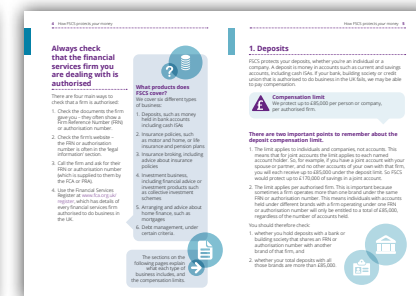 4 How FSCS protects your money
Always check
that the financial
services firm you
are dealing with is
authorised
There are four main ways to
check that a firm is authorised:
1. Check the documents the firm
gave you – they often show a
Firm Reference Number (FRN)
or authorisation number.
2. Check the firm's website –
the FRN or authorisation
number is often in the 'legal
information' section.
3. Call the firm and ask for their
FRN or authorisation number
(which is supplied to them by
the FCA or PRA).
4. Use the Financial Services
Register at www.fca.org.uk/
register, which has details of
every financial services firm
authorised to do business in
the UK.
?
What products does
FSCS cover?
We cover six different types
of business:
1. Deposits, such as money
held in bank accounts
including cash ISAs
2. Insurance policies, such
as motor and home or life
insurance and pension plans
3. Insurance broking, including
advice about insurance
policies
4. Investment business,
including financial advice or
investment products such
as collective investment
schemes
5. Arranging and advice about
home finance, such as
mortgages
6. Debt management, under
certain criteria.
The sections on the
following pages explain
what each type of
business includes, and
the compensation limits.
How FSCS protects your money 5
1. Deposits
FSCS protects your deposits, whether you're an individual or a
company. A deposit is money in accounts such as current and savings
accounts, including cash ISAs. If your bank, building society or credit
union that is authorised to do business in the UK fails, we may be able
to pay compensation.
£
Compensation limit
We protect up to £85,000 per person or company,
per authorised firm.
There are two important points to remember about the
deposit compensation limit.
1. The limit applies to individuals and companies, not accounts. This
means that for joint accounts the limit applies to each named
account holder. So, for example, if you have a joint account with your
spouse or partner, and no other accounts of your own with that firm,
you will each receive up to £85,000 under the deposit limit. So FSCS
would protect up to £170,000 of savings in a joint account.
2. The limit applies per authorised firm. This is important because
sometimes a firm operates more than one brand under the same
FRN or authorisation number. This means individuals with accounts
held under different brands with a firm operating under one FRN
or authorisation number will only be entitled to a total of £85,000,
regardless of the number of accounts held.
You should therefore check:
1. whether you hold deposits with a bank or
building society that shares an FRN or
authorisation number with another
brand of that firm, and
2. whether your total deposits with all
those brands are more than £85,000.